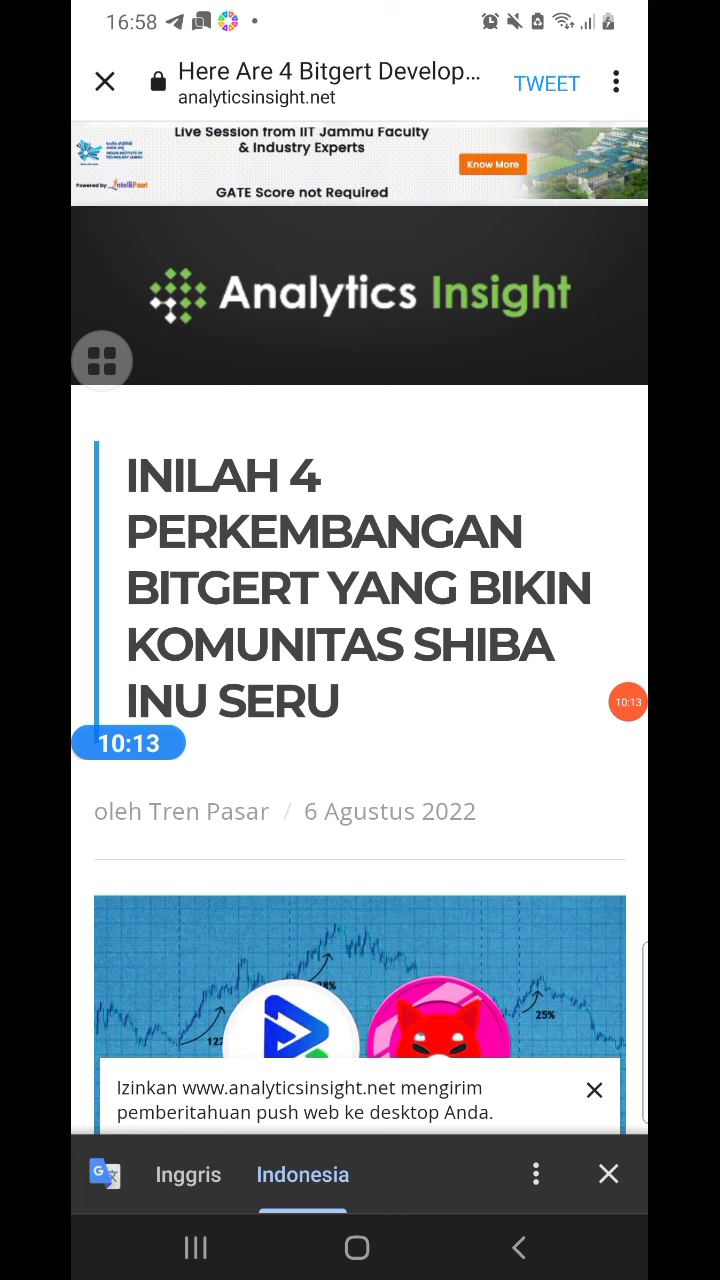 16:58
Here Are 4 Bitgert Develop...
analyticsinsight.net
TWEET
Live Session from IIT Jammu Faculty
& Industry Experts
Know More
GATE Score not Required
Powered by
Analytics Insight
INILAH 4
PERKEMBANGAN
BITGERT YANG BIKIN
KOMUNITAS SHIBA
INU SERU
10:13
10:13
oleh Tren Pasar / 6 Agustus 2022
25%
Izinkan www.analyticsinsight.net mengirim
pemberitahuan push web ke desktop Anda.
Inggris
Indonesia